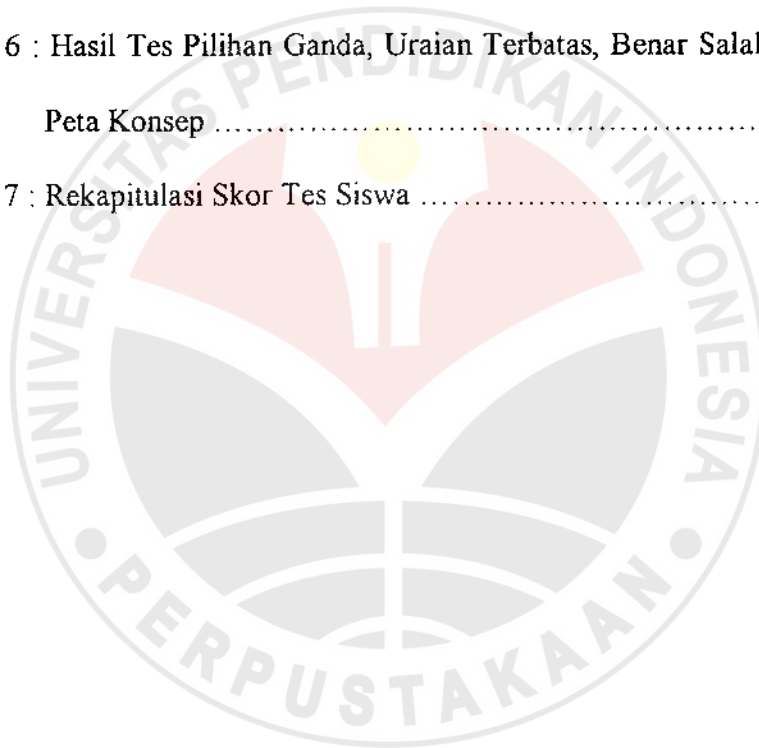 6 : Hasil Tes Pilihan Ganda, Uraian Terbatas, Benar Salah
Peta Konsep ........................................................
7 : Rekapitulasi Skor Tes Siswa ...................................
UNIVERSITAS PENDIDIKAN INDONESIA
PERPUSTAKAAN